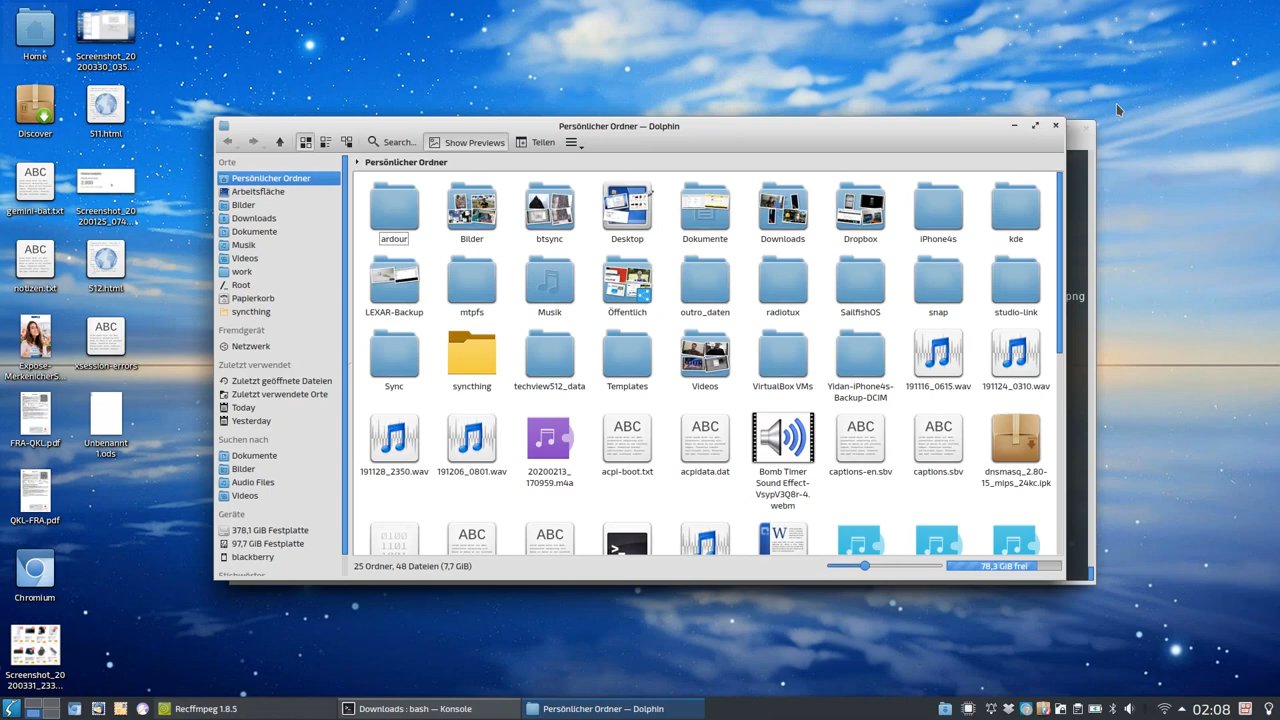 Home
Screenshot_20
200330_035...
Discover
511.html
ABC
gemini-bat.txt
Screenshot_20
200125_074...
ABC
notizen.txt
512.html
Expose-
MerkenicherS...
ABC
xsession-errors
FRA-QKL.pdf
Unbenannt
1.ods
QKL-FRA.pdf
Chromium
Screenshot_20
200331_233...
Persönlicher Ordner — Dolphin
Search...
Show Previews
Teilen
Orte
Persönlicher Ordner
Arbeitsfläche
Bilder
Downloads
Dokumente
Musik
Videos
work
Root
Papierkorb
syncthing
Fremdgerät
Netzwerk
Zuletzt verwendet
Zuletzt geöffnete Dateien
Zuletzt verwendete Orte
Today
Yesterday
Suchen nach
Dokumente
Bilder
Audio Files
Videos
Geräte
378,1 GiB Festplatte
97,7 GiB Festplatte
blackberry
Stichwörter
Persönlicher Ordner
ardour
Bilder
btsync
Desktop
Dokumente
Downloads
Dropbox
iPhone4s
kde
LEXAR-Backup
mtpfs
Musik
Öffentlich
outro_daten
radiotux
SailfishOS
snap
studio-link
png
Sync
syncthing
techview512_data
Templates
Videos
VirtualBox VMs
Yidan-iPhone4s-
Backup-DCIM
191116_0615.wav
191124_0310.wav
191128_2350.wav
191206_0801.wav
20200213_
170959.m4a
ABC
acpi-boot.txt
ABC
acpidata.dat
Bomb Timer
Sound Effect-
VsypV3Q8r-4.
webm
ABC
captions-en.sbv
ABC
captions.sbv
dnsmasq_2.80-
15_mips_24kc.ipk
0100
1101
ABC
ABC
W
25 Ordner, 48 Dateien (7,7 GiB)
78,3 GiB frei
Recffmpeg 1.8.5
Downloads : bash — Konsole
Persönlicher Ordner — Dolphin
02:08